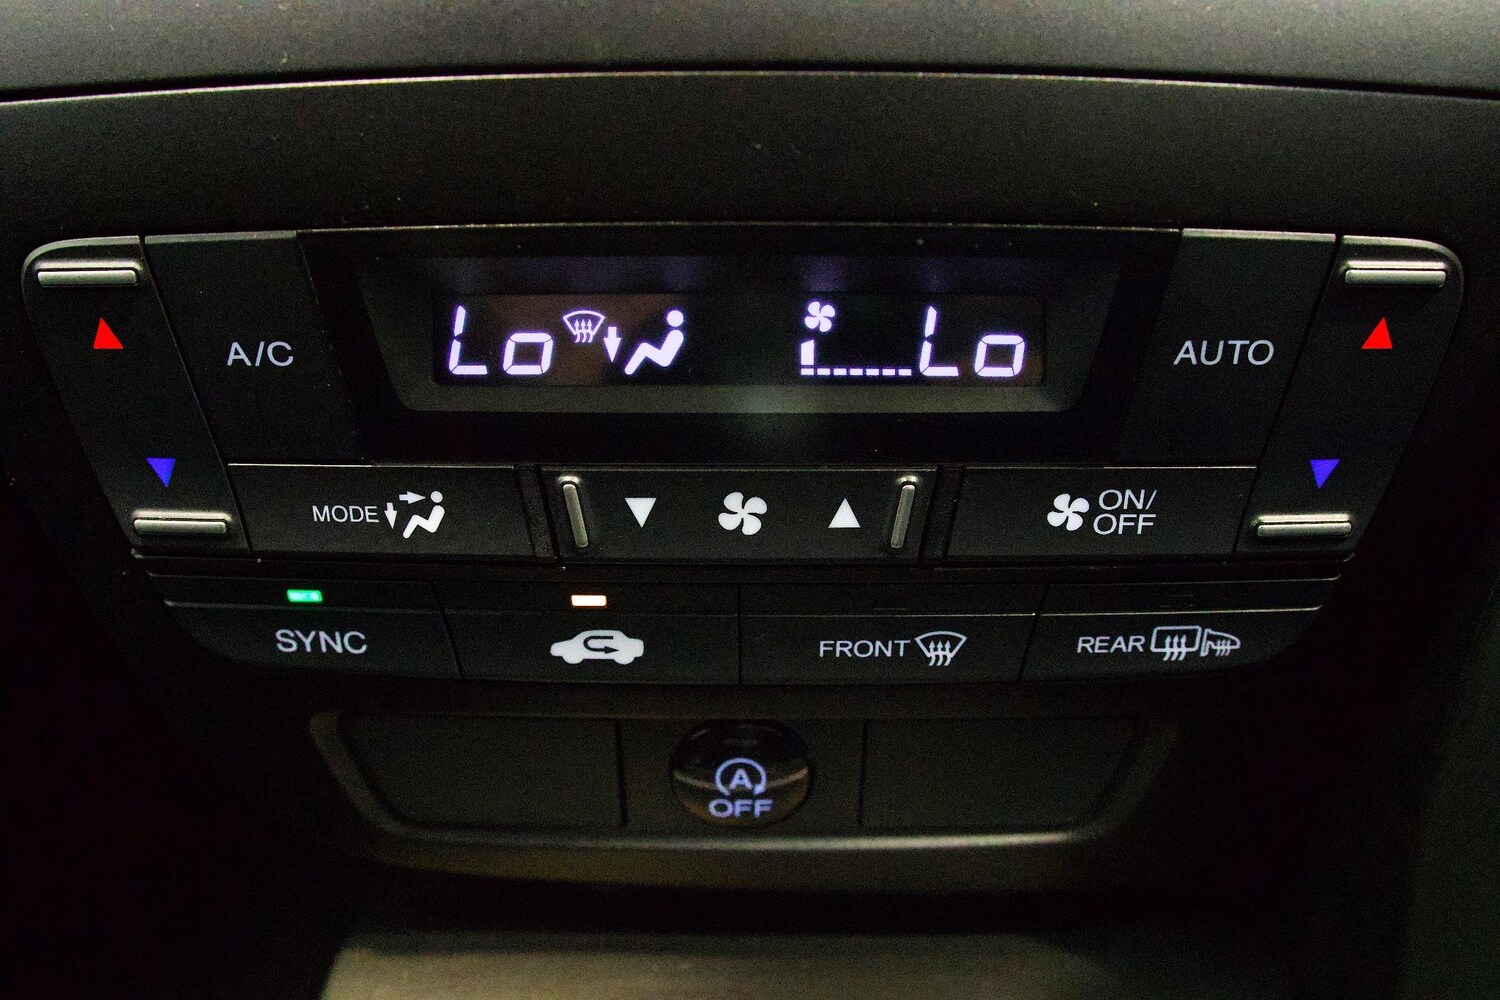 Lo Lo
A/C AUTO
MODE ON/
OFF
SYNC FRONT REAR
A
OFF